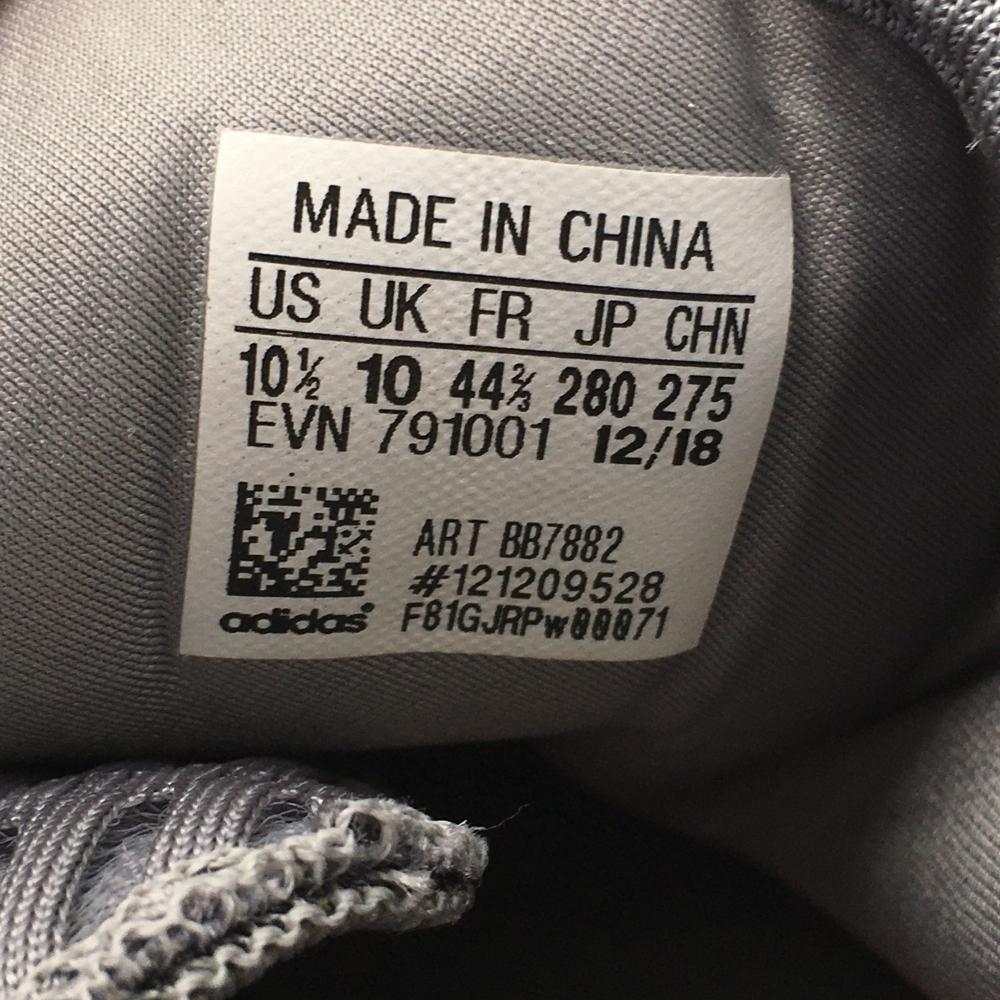 MADE IN CHINA
US UK FR JP CHN
10½ 10 44⅔ 280 275
EVN 791001 12/18
ART BB7882
#121209528
adidas® F81GJRPw00071